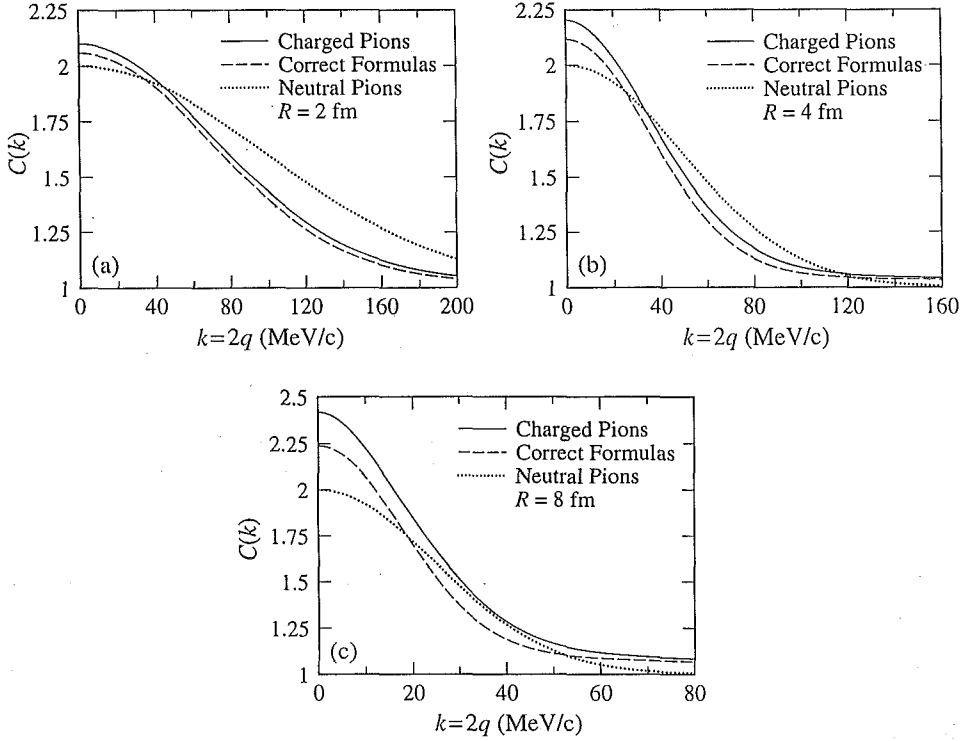 2.25
2
1.75
1.5
1.25
1
C(k)
Charged Pions
Correct Formulas
Neutral Pions
R = 2 fm
(a)
0 40 80 120 160 200
k=2q (MeV/c)
2.25
2
1.75
1.5
1.25
1
C(k)
Charged Pions
Correct Formulas
Neutral Pions
R = 4 fm
(b)
0 40 80 120 160
k=2q (MeV/c)
2.5
2.25
2
1.75
1.5
1.25
1
C(k)
Charged Pions
Correct Formulas
Neutral Pions
R = 8 fm
(c)
0 20 40 60 80
k=2q (MeV/c)